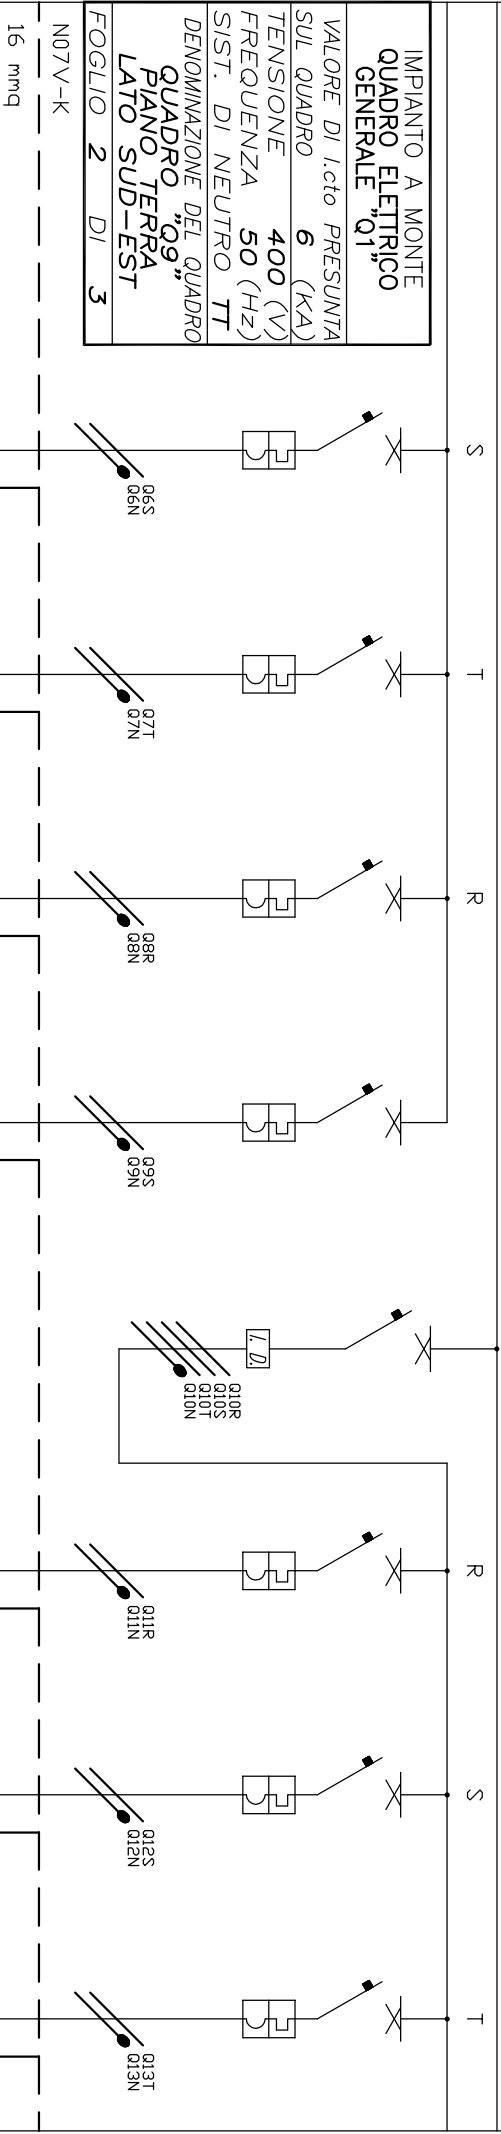 IMPIANTO A MONTE
QUADRO ELETTRICO
GENERALE "Q1"
VALORE DI I.cto PRESUNTA
SUL QUADRO 6 (KA)
TENSIONE 400 (V)
FREQUENZA 50 (Hz)
SIST. DI NEUTRO TT
DENOMINAZIONE DEL QUADRO
QUADRO "Q9"
PIANO TERRA
LATO SUD-EST
FOGLIO 2 DI 3
N07V-K
16 mmq
S
T
R
R
S
T
Q6S
Q6N
Q7T
Q7N
Q8R
Q8N
Q9S
Q9N
I.D.
Q10R
Q10S
Q10T
Q10N
Q11R
Q11N
Q12S
Q12N
Q13T
Q13N